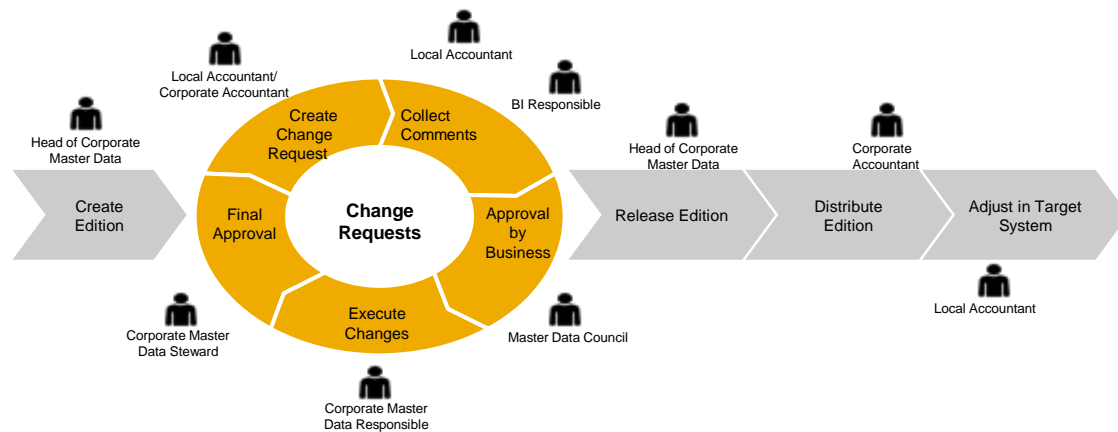 Head of Corporate
Master Data
Create
Edition
Local Accountant/
Corporate Accountant
Create
Change
Request
Local Accountant
BI Responsible
Collect
Comments
Approval
by
Business
Master Data Council
Execute
Changes
Corporate Master
Data Responsible
Final
Approval
Corporate Master
Data Steward
Change
Requests
Head of Corporate
Master Data
Release Edition
Corporate
Accountant
Distribute
Edition
Adjust in Target
System
Local Accountant